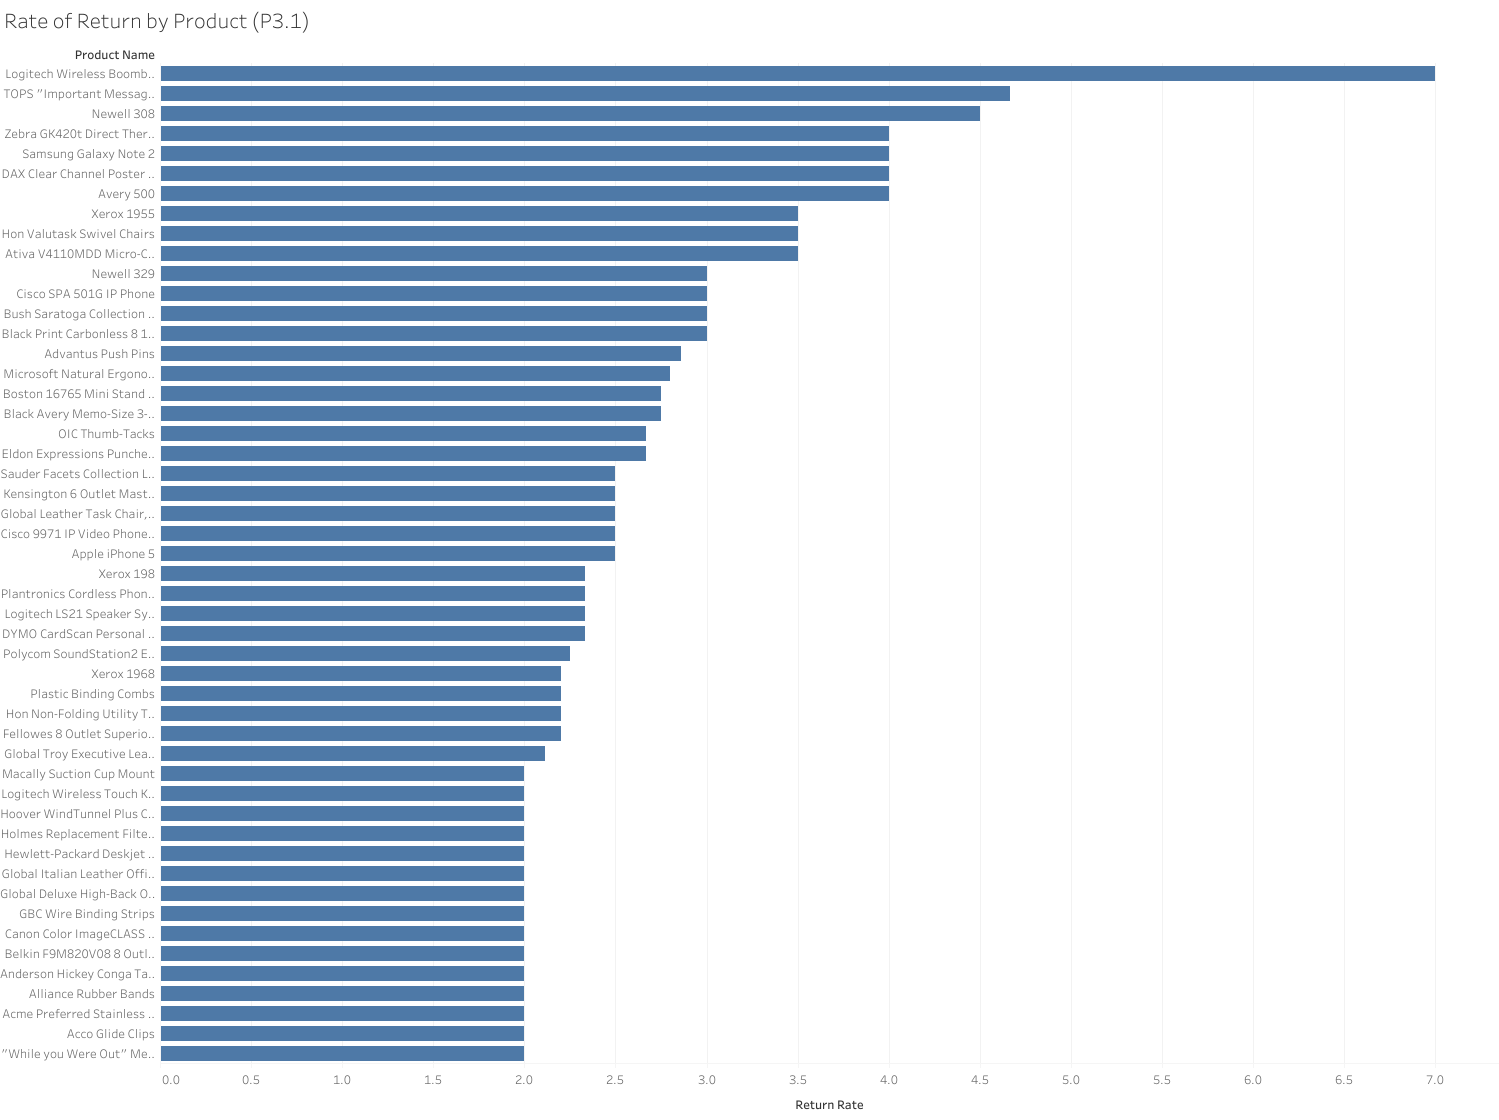 Rate of Return by Product (P3.1)
Product Name
Logitech Wireless Boomb..
TOPS "Important Messag..
Newell 308
Zebra GK420t Direct Ther..
Samsung Galaxy Note 2
DAX Clear Channel Poster ..
Avery 500
Xerox 1955
Hon Valutask Swivel Chairs
Ativa V4110MDD Micro-C..
Newell 329
Cisco SPA 501G IP Phone
Bush Saratoga Collection ..
Black Print Carbonless 8 1..
Advantus Push Pins
Microsoft Natural Ergono..
Boston 16765 Mini Stand ..
Black Avery Memo-Size 3-..
OIC Thumb-Tacks
Eldon Expressions Punche..
Sauder Facets Collection L..
Kensington 6 Outlet Mast..
Global Leather Task Chair,..
Cisco 9971 IP Video Phone..
Apple iPhone 5
Xerox 198
Plantronics Cordless Phon..
Logitech LS21 Speaker Sy..
DYMO CardScan Personal ..
Polycom SoundStation2 E..
Xerox 1968
Plastic Binding Combs
Hon Non-Folding Utility T..
Fellowes 8 Outlet Superio..
Global Troy Executive Lea..
Macally Suction Cup Mount
Logitech Wireless Touch K..
Hoover WindTunnel Plus C..
Holmes Replacement Filte..
Hewlett-Packard Deskjet ..
Global Italian Leather Offi..
Global Deluxe High-Back O..
GBC Wire Binding Strips
Canon Color ImageCLASS ..
Belkin F9M820V08 8 Outl..
Anderson Hickey Conga Ta..
Alliance Rubber Bands
Acme Preferred Stainless ..
Acco Glide Clips
"While you Were Out" Me..
0.0 0.5 1.0 1.5 2.0 2.5 3.0 3.5 4.0 4.5 5.0 5.5 6.0 6.5 7.0
Return Rate